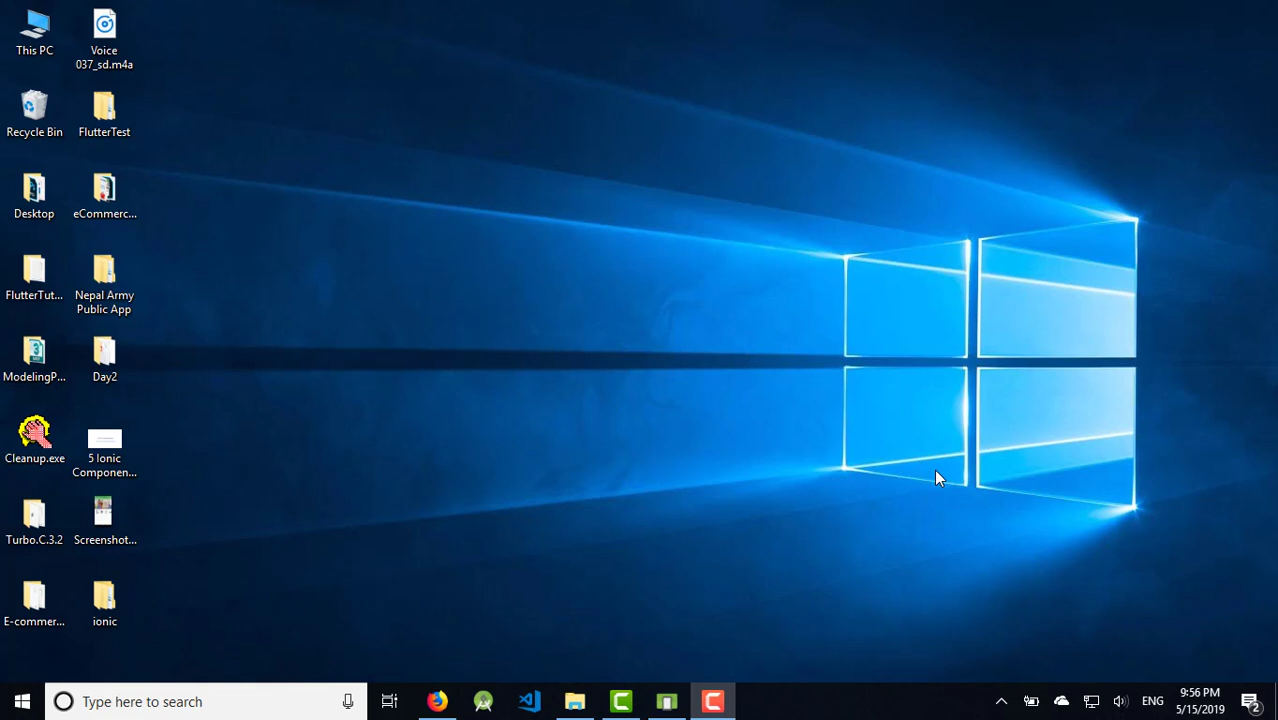 This PC
Voice
037_sd.m4a
Recycle Bin
FlutterTest
Desktop
eCommerc...
FlutterTut...
Nepal Army
Public App
ModelingP...
Day2
Cleanup.exe
5 Ionic
Componen...
Turbo.C.3.2
Screenshot...
E-commer...
ionic
Type here to search
ENG
9:56 PM
5/15/2019
2